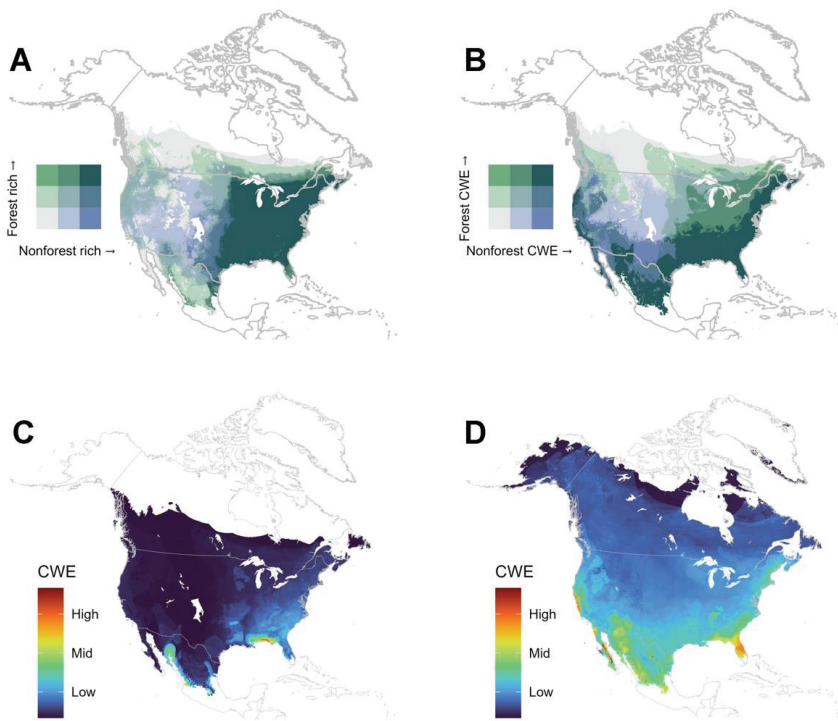 A
B
Forest rich →
Nonforest rich →
Forest CWE →
Nonforest CWE →
C
D
CWE
High
Mid
Low
CWE
High
Mid
Low